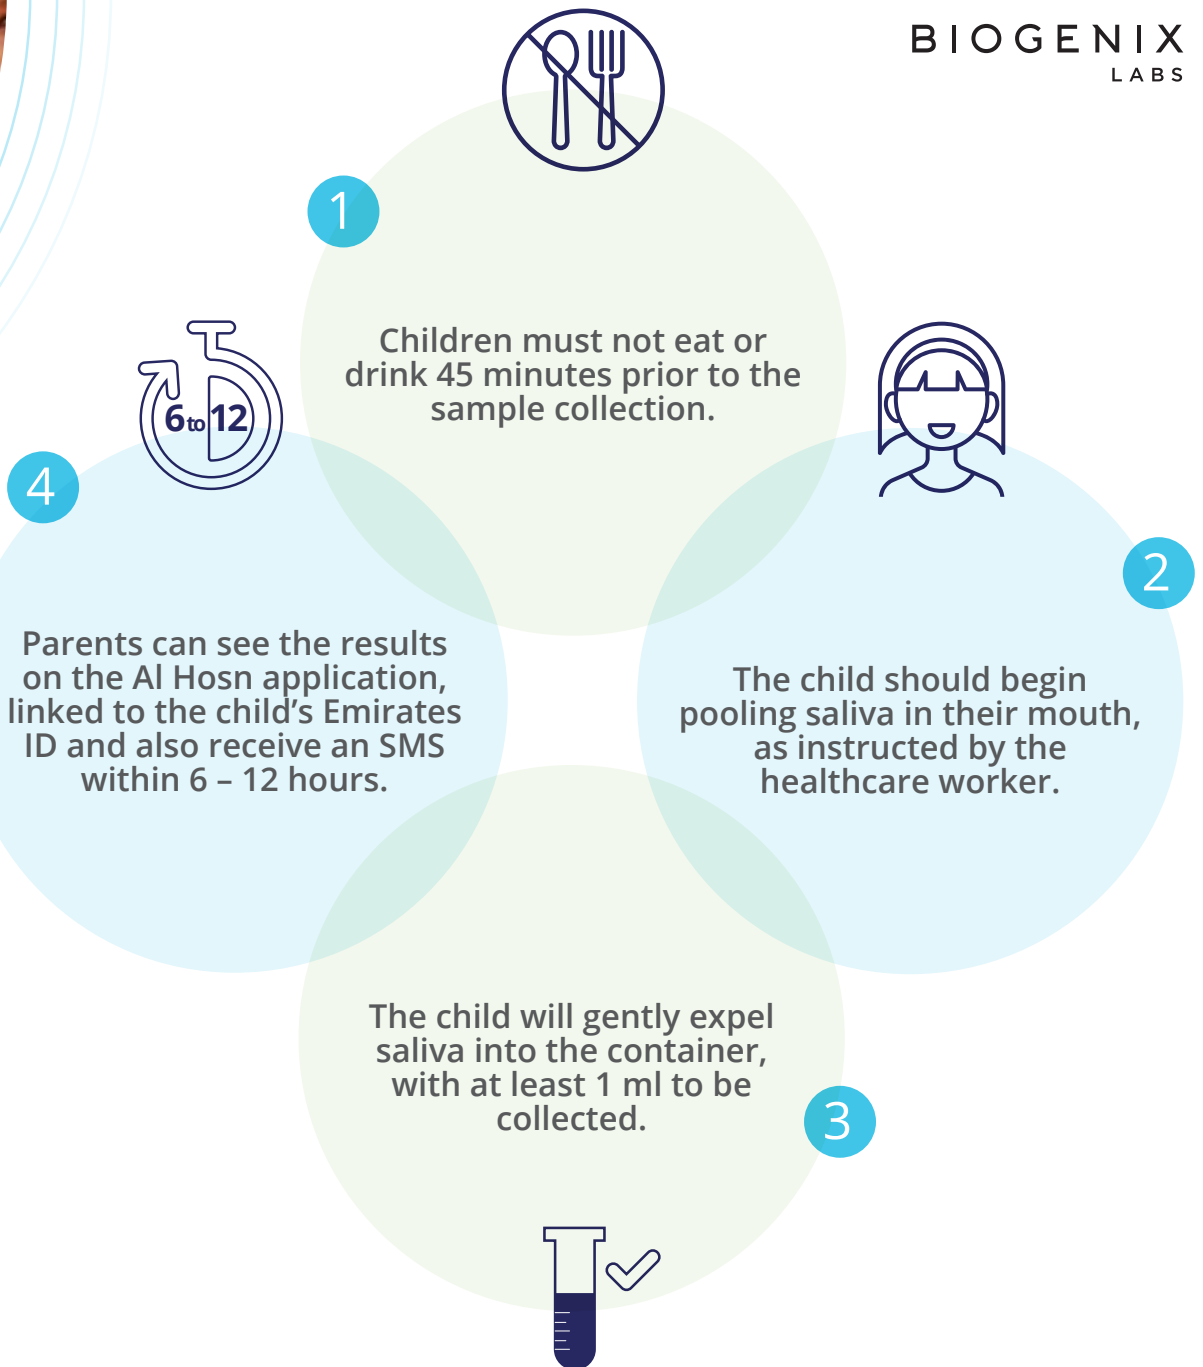 BIOGENIX
LABS
1
Children must not eat or
drink 45 minutes prior to the
sample collection.
2
The child should begin
pooling saliva in their mouth,
as instructed by the
healthcare worker.
3
The child will gently expel
saliva into the container,
with at least 1 ml to be
collected.
4
6 to 12
Parents can see the results
on the Al Hosn application,
linked to the child’s Emirates
ID and also receive an SMS
within 6 – 12 hours.